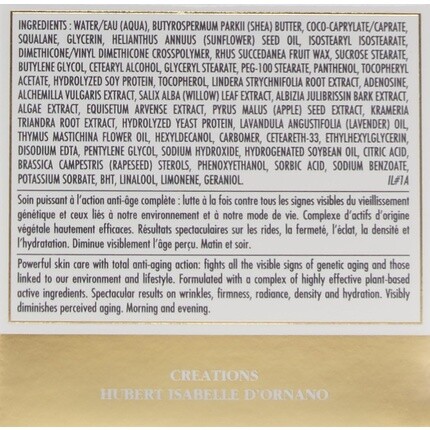 INGREDIENTS : WATER/EAU (AQUA), BUTYROSPERMUM PARKII (SHEA) BUTTER, COCO-CAPRYLATE/CAPRATE,
SQUALANE, GLYCERIN, HELIANTHUS ANNUUS (SUNFLOWER) SEED OIL, ISOSTEARYL ISOSTEARATE,
DIMETHICONE/VINYL DIMETHICONE CROSSPOLYMER, RHUS SUCCEDANEA FRUIT WAX, SUCROSE STEARATE,
BUTYLENE GLYCOL, CETEARYL ALCOHOL, GLYCERYL STEARATE, PEG-100 STEARATE, PANTHENOL, TOCOPHERYL
ACETATE, HYDROLYZED SOY PROTEIN, TOCOPHEROL, LINDERA STRYCHNIFOLIA ROOT EXTRACT, ADENOSINE,
ALCHEMILLA VULGARIS EXTRACT, SALIX ALBA (WILLOW) LEAF EXTRACT, ALBIZIA JULIBRISSIN BARK EXTRACT,
ALGAE EXTRACT, EQUISETUM ARVENSE EXTRACT, PYRUS MALUS (APPLE) SEED EXTRACT, KRAMERIA
TRIANDRA ROOT EXTRACT, HYDROLYZED YEAST PROTEIN, LAVANDULA ANGUSTIFOLIA (LAVENDER) OIL,
THYMUS MASTICHINA FLOWER OIL, HEXYLDECANOL, CARBOMER, CETEARETH-33, ETHYLHEXYLGLYCERIN,
DISODIUM EDTA, PENTYLENE GLYCOL, SODIUM HYDROXIDE, HYDROGENATED SOYBEAN OIL, CITRIC ACID,
BRASSICA CAMPESTRIS (RAPESEED) STEROLS, PHENOXYETHANOL, SORBIC ACID, SODIUM BENZOATE,
POTASSIUM SORBATE, BHT, LINALOOL, LIMONENE, GERANIOL. IL#1A
Soin puissant à l'action anti-âge complète : lutte à la fois contre tous les signes visibles du vieillissement
génétique et ceux liés à notre environnement et à notre mode de vie. Complexe d'actifs d'origine
végétale hautement efficaces. Résultats spectaculaires sur les rides, la fermeté, l'éclat, la densité et
l'hydratation. Diminue visiblement l'âge perçu. Matin et soir.
Powerful skin care with total anti-aging action: fights all the visible signs of genetic aging and those
linked to our environment and lifestyle. Formulated with a complex of highly effective plant-based
active ingredients. Spectacular results on wrinkles, firmness, radiance, density and hydration. Visibly
diminishes perceived aging. Morning and evening.
CREATIONS
HUBERT ISABELLE D'ORNANO